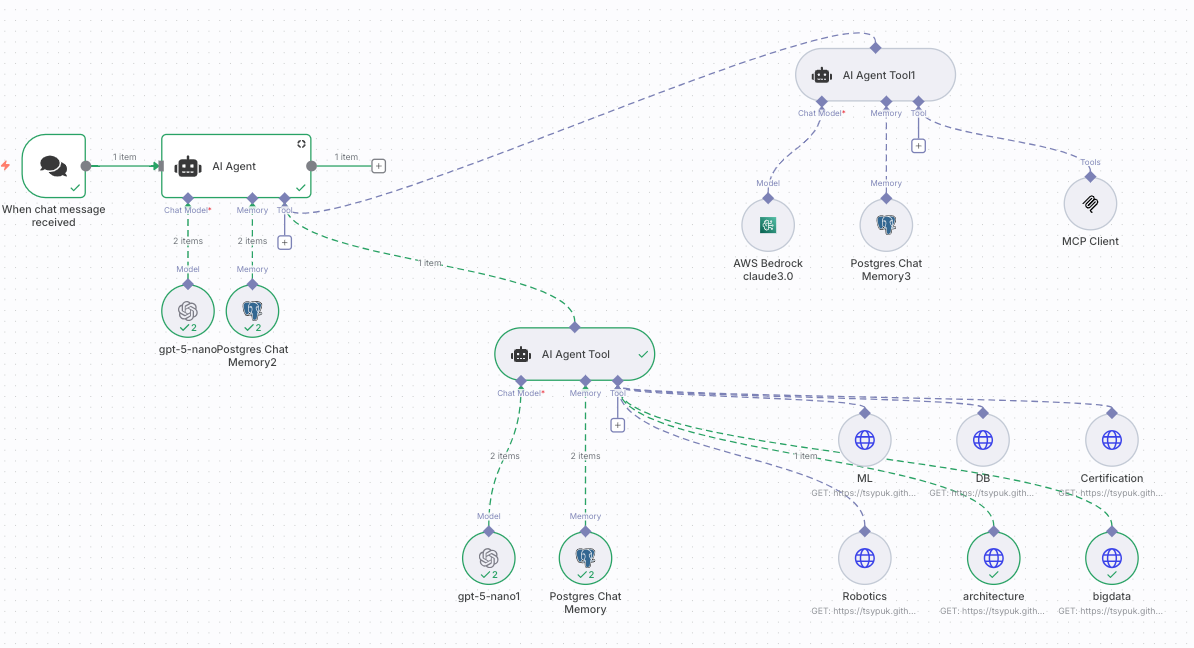 AI Agent Tool1
Chat Model*
Memory
Tool
1 item
AI Agent
1 item
Tools
Model
Memory
When chat message
received
Chat Model*
Memory
Tool
MCP Client
2 items
2 items
AWS Bedrock
claude3.0
Postgres Chat
Memory3
1 item
Model
Memory
2
2
gpt-5-nano
Postgres Chat
Memory2
AI Agent Tool
Chat Model*
Memory
Tool
2 items
2 items
1 item
ML
GET: https://tsypuk.gith...
DB
GET: https://tsypuk.gith...
Certification
GET: https://tsypuk.gith...
Model
Memory
2
2
gpt-5-nano1
Postgres Chat
Memory
Robotics
GET: https://tsypuk.gith...
architecture
GET: https://tsypuk.gith...
bigdata
GET: https://tsypuk.gith...